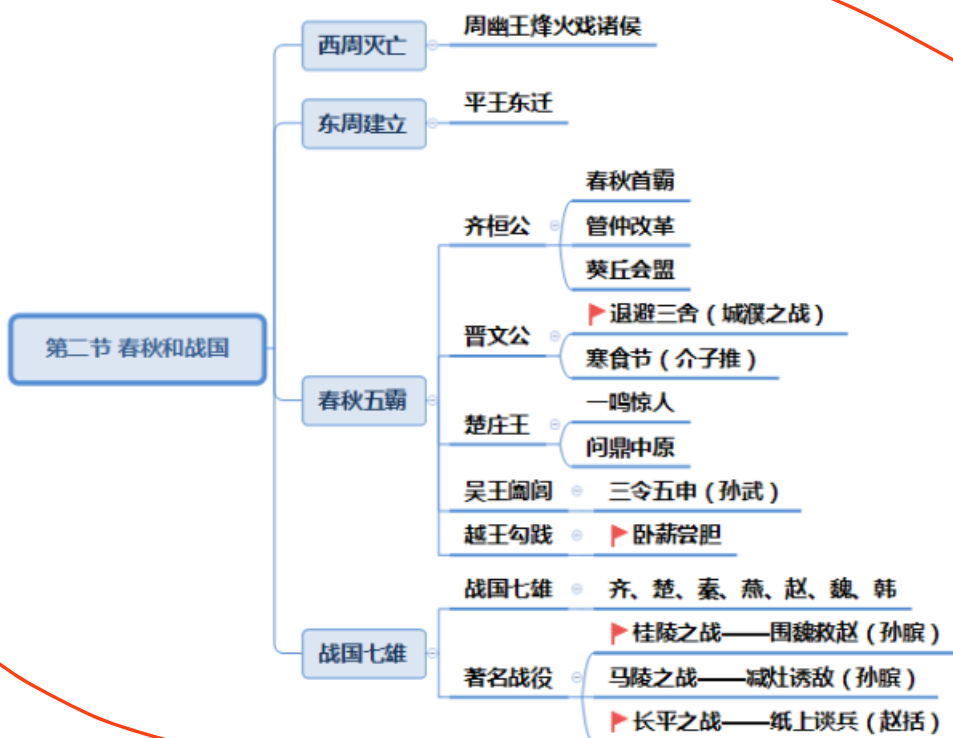 第二节 春秋和战国
西周灭亡
周幽王烽火戏诸侯
东周建立
平王东迁
春秋五霸
齐桓公
春秋首霸
管仲改革
葵丘会盟
晋文公
退避三舍（城濮之战）
寒食节（介子推）
楚庄王
一鸣惊人
问鼎中原
吴王阖闾
三令五申（孙武）
越王勾践
卧薪尝胆
战国七雄
战国七雄
齐、楚、秦、燕、赵、魏、韩
著名战役
桂陵之战——围魏救赵（孙膑）
马陵之战——减灶诱敌（孙膑）
长平之战——纸上谈兵（赵括）